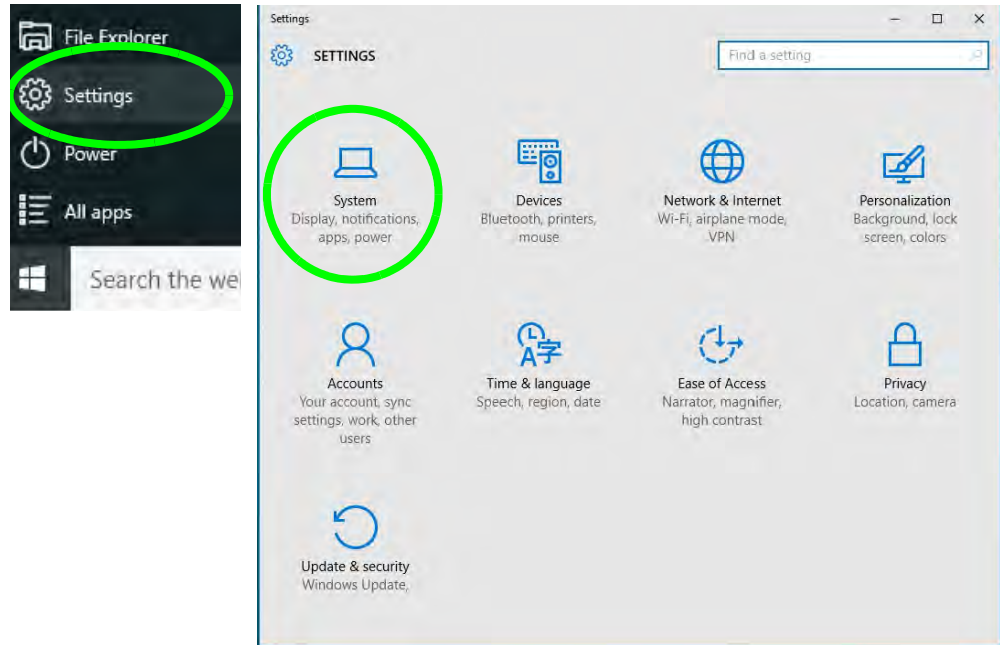 File Explorer
Settings
Power
All apps
Search the we
Settings
SETTINGS
Find a setting
System
Display, notifications,
apps, power
Devices
Bluetooth, printers,
mouse
Network & Internet
Wi-Fi, airplane mode,
VPN
Personalization
Background, lock
screen, colors
Accounts
Your account, sync
settings, work, other
users
Time & language
Speech, region, date
Ease of Access
Narrator, magnifier,
high contrast
Privacy
Location, camera
Update & security
Windows Update,